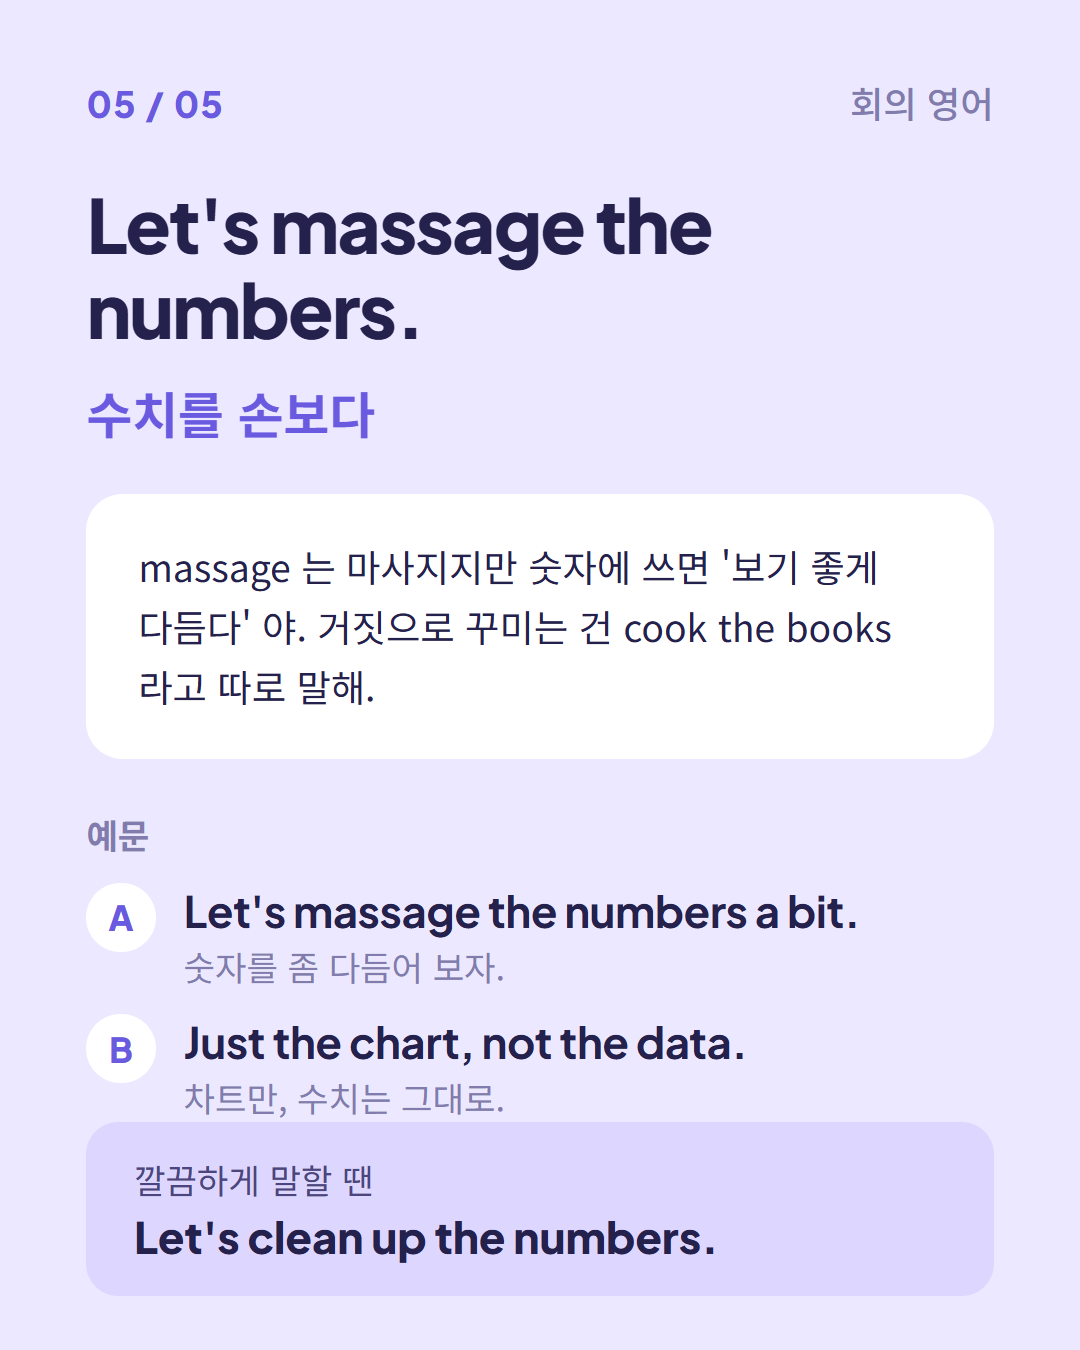 05 / 05
회의 영어
Let's massage the
numbers.
수치를 손보다
massage 는 마사지지만 숫자에 쓰면 '보기 좋게
다듬다' 야. 거짓으로 꾸미는 건 cook the books
라고 따로 말해.
예문
A
Let's massage the numbers a bit.
숫자를 좀 다듬어 보자.
B
Just the chart, not the data.
차트만, 수치는 그대로.
깔끔하게 말할 땐
Let's clean up the numbers.